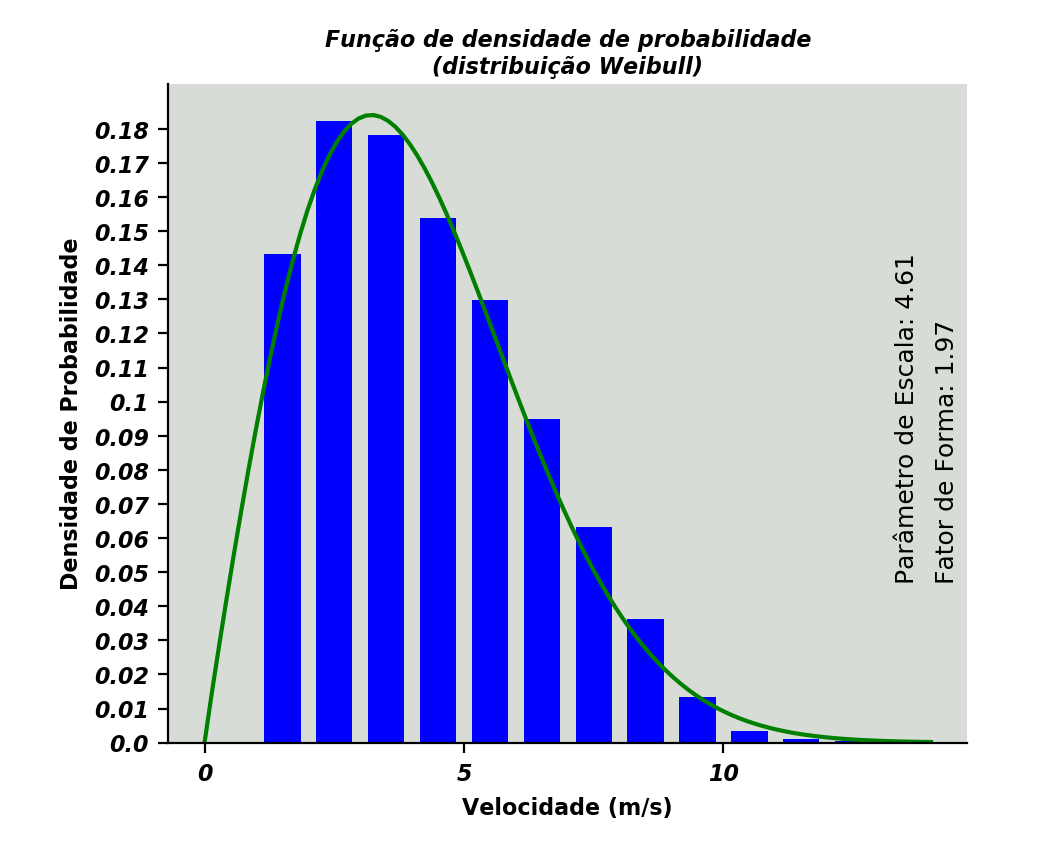 Função de densidade de probabilidade
(distribuição Weibull)
0.18
0.17
0.16
0.15
0.14
0.13
0.12
0.11
0.1
0.09
0.08
0.07
0.06
0.05
0.04
0.03
0.02
0.01
0.0
Densidade de Probabilidade
Parâmetro de Escala: 4.61
Fator de Forma: 1.97
0 5 10
Velocidade (m/s)